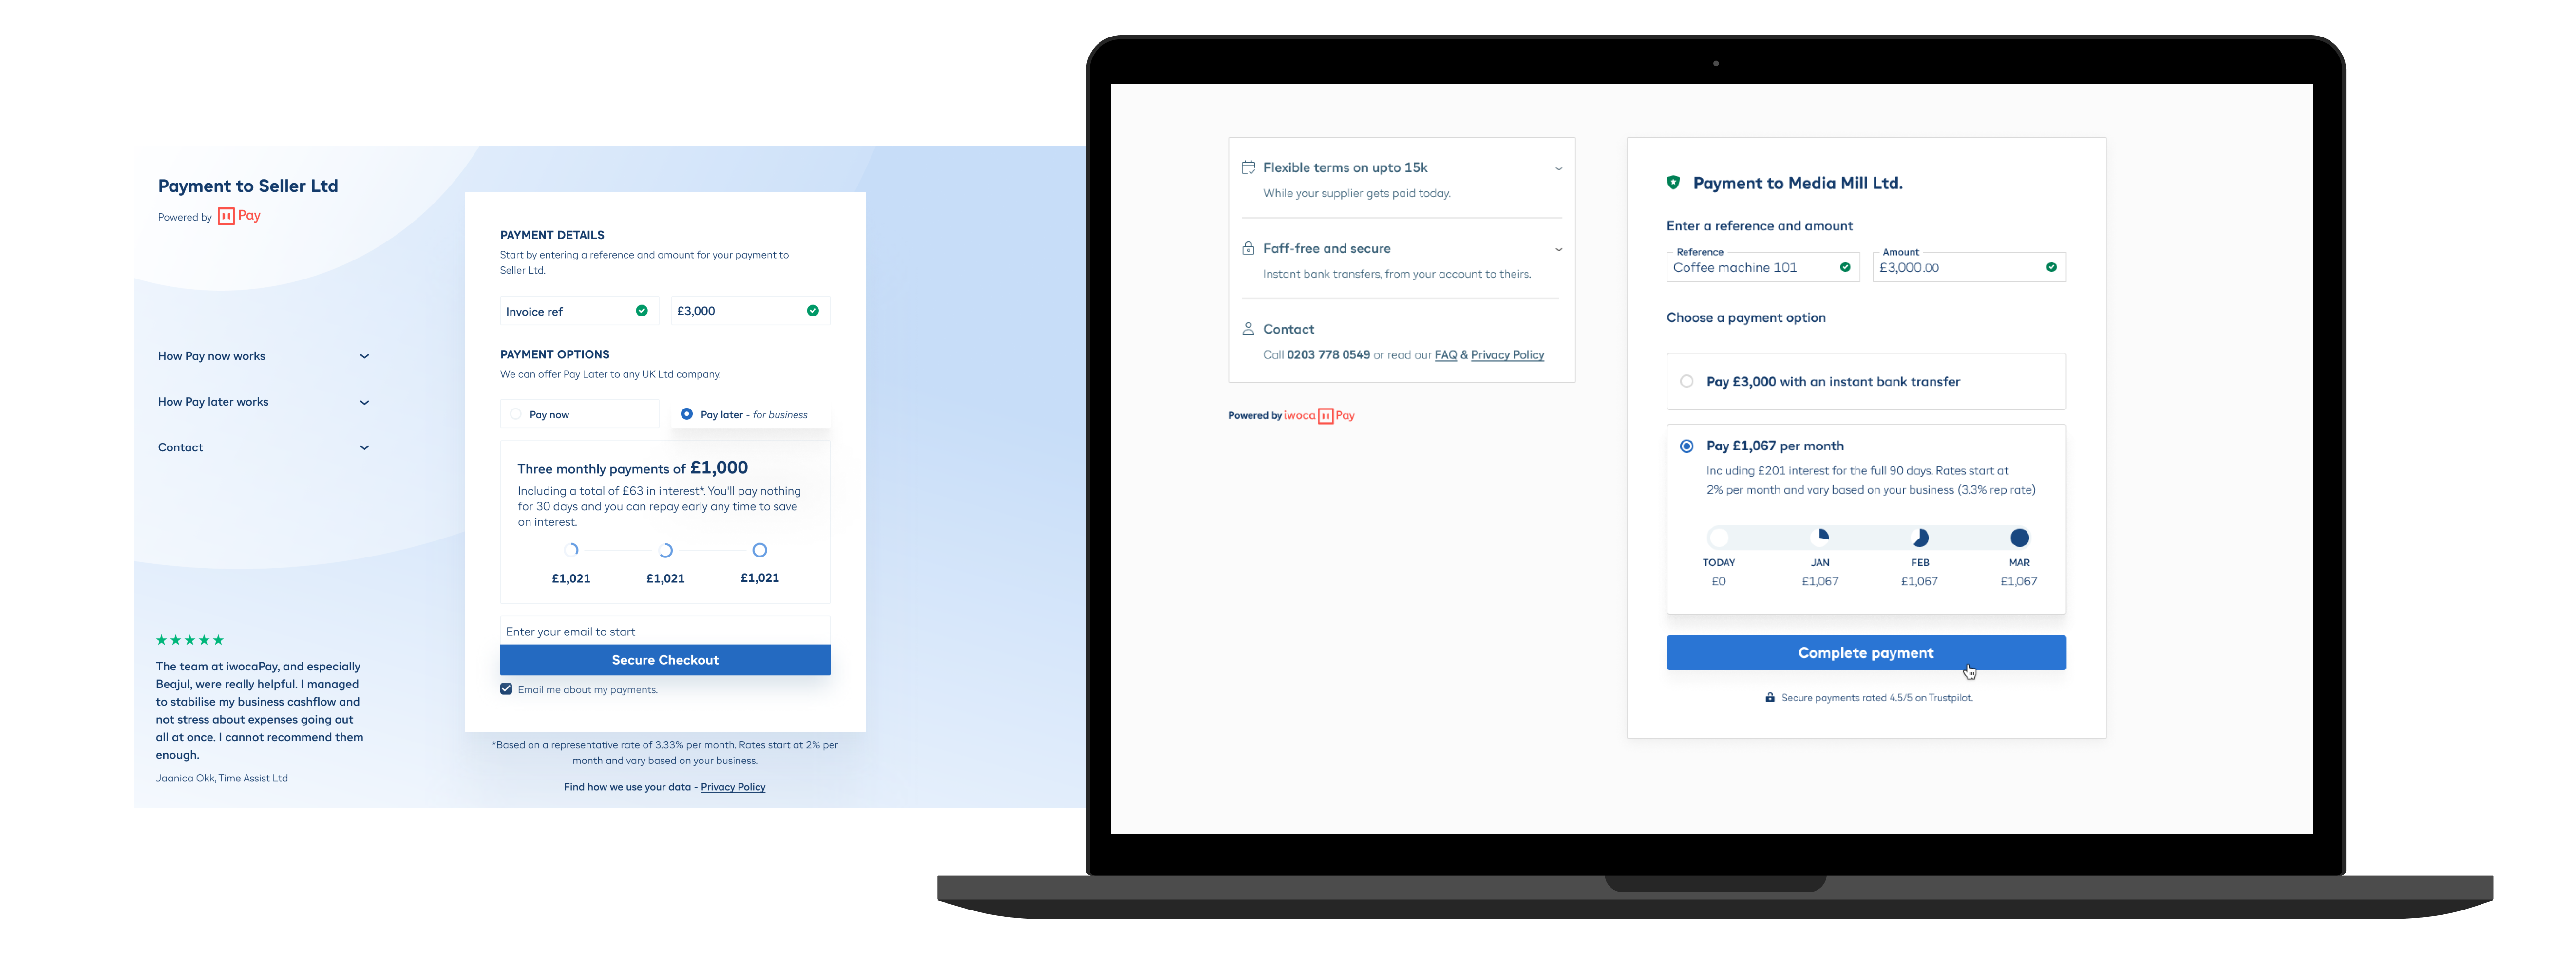 Payment to Seller Ltd
Powered by Pay
How Pay now works
How Pay later works
Contact
The team at iwocaPay, and especially
Beajul, were really helpful. I managed
to stabilise my business cashflow and
not stress about expenses going out
all at once. I cannot recommend them
enough.
Jaanica Okk, Time Assist Ltd
PAYMENT DETAILS
Start by entering a reference and amount for your payment to
Seller Ltd.
Invoice ref £3,000
PAYMENT OPTIONS
We can offer Pay Later to any UK Ltd company.
Pay now Pay later - for business
Three monthly payments of £1,000
Including a total of £63 in interest*. You'll pay nothing
for 30 days and you can repay early any time to save
on interest.
£1,021 £1,021 £1,021
Enter your email to start
Secure Checkout
Email me about my payments.
*Based on a representative rate of 3.33% per month. Rates start at 2% per
month and vary based on your business.
Find how we use your data - Privacy Policy
Flexible terms on upto 15k
While your supplier gets paid today.
Faff-free and secure
Instant bank transfers, from your account to theirs.
Contact
Call 0203 778 0549 or read our FAQ & Privacy Policy
Powered by iwoca Pay
Payment to Media Mill Ltd.
Enter a reference and amount
Reference Amount
Coffee machine 101 £3,000.00
Choose a payment option
Pay £3,000 with an instant bank transfer
Pay £1,067 per month
Including £201 interest for the full 90 days. Rates start at
2% per month and vary based on your business (3.3% rep rate)
TODAY JAN FEB MAR
£0 £1,067 £1,067 £1,067
Complete payment
Secure payments rated 4.5/5 on Trustpilot.